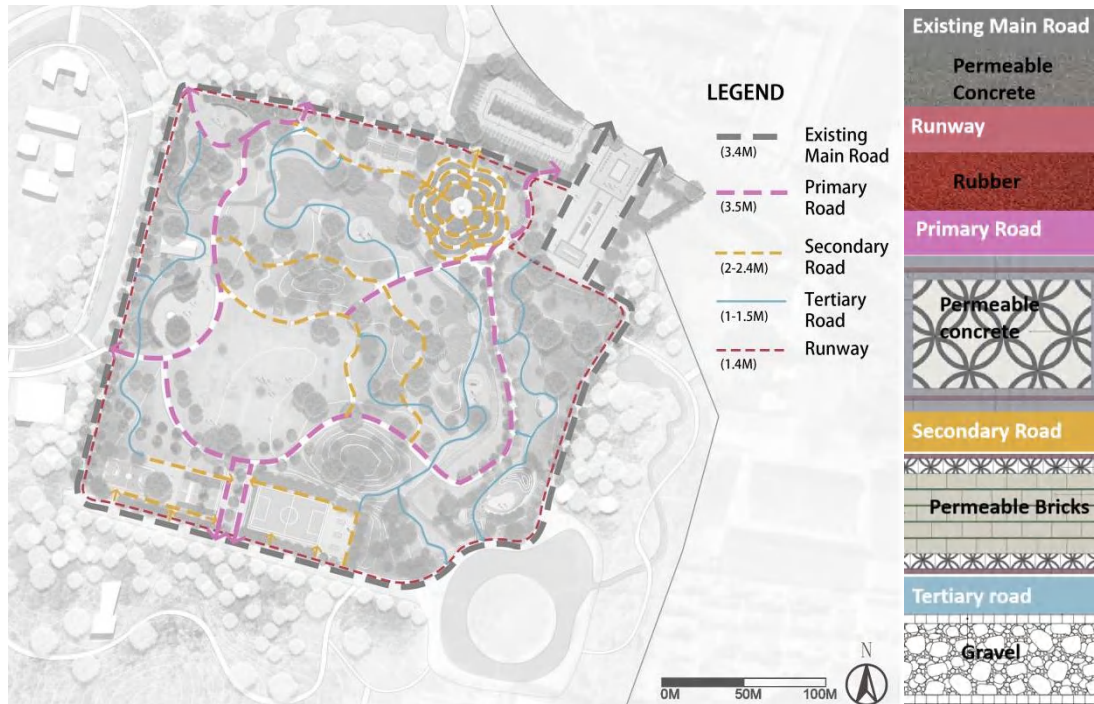 LEGEND
Existing
Main Road
(3.4M)
Primary
Road
(3.5M)
Secondary
Road
(2-2.4M)
Tertiary
Road
(1-1.5M)
Runway
(1.4M)
N
0M 50M 100M
Existing Main Road
Permeable
Concrete
Runway
Rubber
Primary Road
Permeable
concrete
Secondary Road
Permeable Bricks
Tertiary road
Gravel